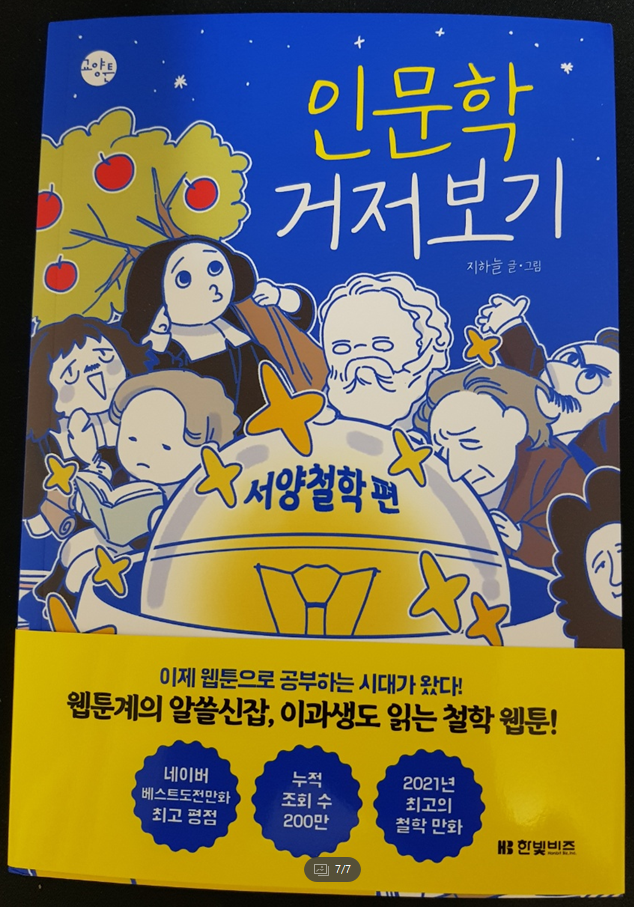 교양툰
인문학
거저보기
지하늘 글·그림
서양철학 편
이제 웹툰으로 공부하는 시대가 왔다!
웹툰계의 알쓸신잡, 이과생도 읽는 철학 웹툰!
네이버
베스트도전만화
최고 평점
누적
조회 수
200만
2021년
최고의
철학 만화
HB 한빛비즈
7/7